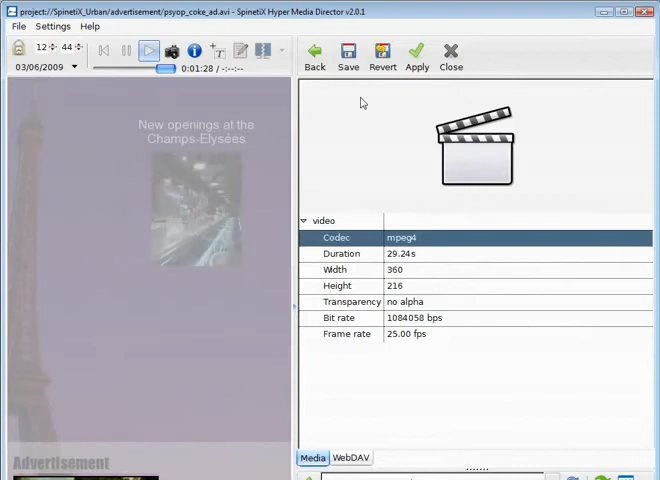 project://SpinetiX_Urban/advertisement/psyop_coke_ad.avi - SpinetiX Hyper Media Director v2.0.1
File Settings Help
12 44
03/06/2009 0:01:28 / -:--:--
Back Save Revert Apply Close
New openings at the
Champs-Elysées
video
Codec mpeg4
Duration 29.24s
Width 360
Height 216
Transparency no alpha
Bit rate 1084058 bps
Frame rate 25.00 fps
Media WebDAV
Advertisement